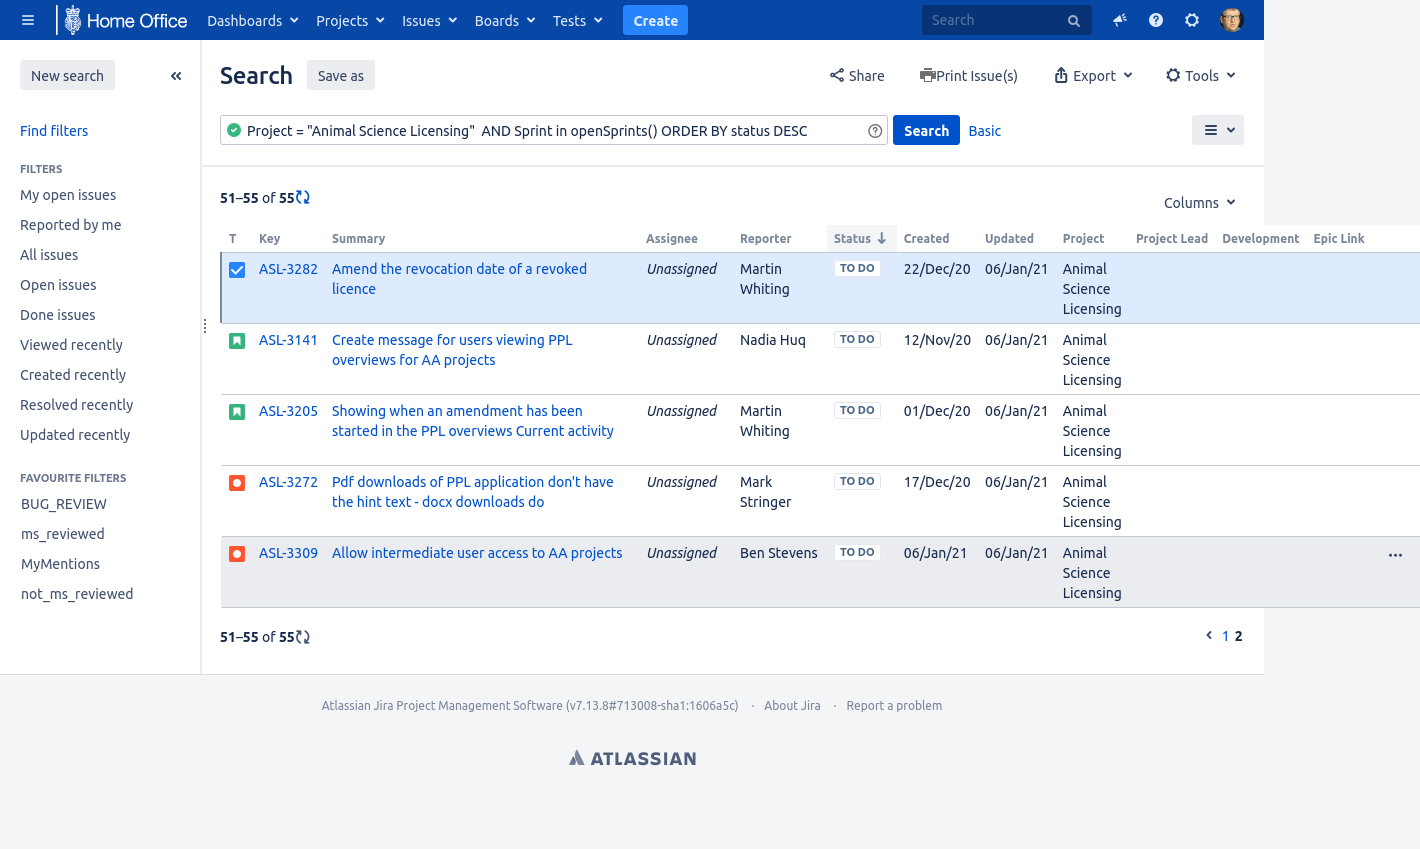 Home Office Dashboards Projects Issues Boards Tests Create Search
New search
Find filters
FILTERS
My open issues
Reported by me
All issues
Open issues
Done issues
Viewed recently
Created recently
Resolved recently
Updated recently
FAVOURITE FILTERS
BUG_REVIEW
ms_reviewed
MyMentions
not_ms_reviewed
Search Save as Share Print Issue(s) Export Tools
Project = "Animal Science Licensing"  AND Sprint in openSprints() ORDER BY status DESC Search Basic
51–55 of 55
Columns
T Key Summary Assignee Reporter Status Created Updated Project Project Lead Development Epic Link
ASL-3282 Amend the revocation date of a revoked Unassigned Martin TO DO 22/Dec/20 06/Jan/21 Animal
licence Whiting Science
Licensing
ASL-3141 Create message for users viewing PPL Unassigned Nadia Huq TO DO 12/Nov/20 06/Jan/21 Animal
overviews for AA projects Science
Licensing
ASL-3205 Showing when an amendment has been Unassigned Martin TO DO 01/Dec/20 06/Jan/21 Animal
started in the PPL overviews Current activity Whiting Science
Licensing
ASL-3272 Pdf downloads of PPL application don't have Unassigned Mark TO DO 17/Dec/20 06/Jan/21 Animal
the hint text - docx downloads do Stringer Science
Licensing
ASL-3309 Allow intermediate user access to AA projects Unassigned Ben Stevens TO DO 06/Jan/21 06/Jan/21 Animal
Science
Licensing
51–55 of 55 1 2
Atlassian Jira Project Management Software (v7.13.8#713008-sha1:1606a5c) · About Jira · Report a problem
ATLASSIAN